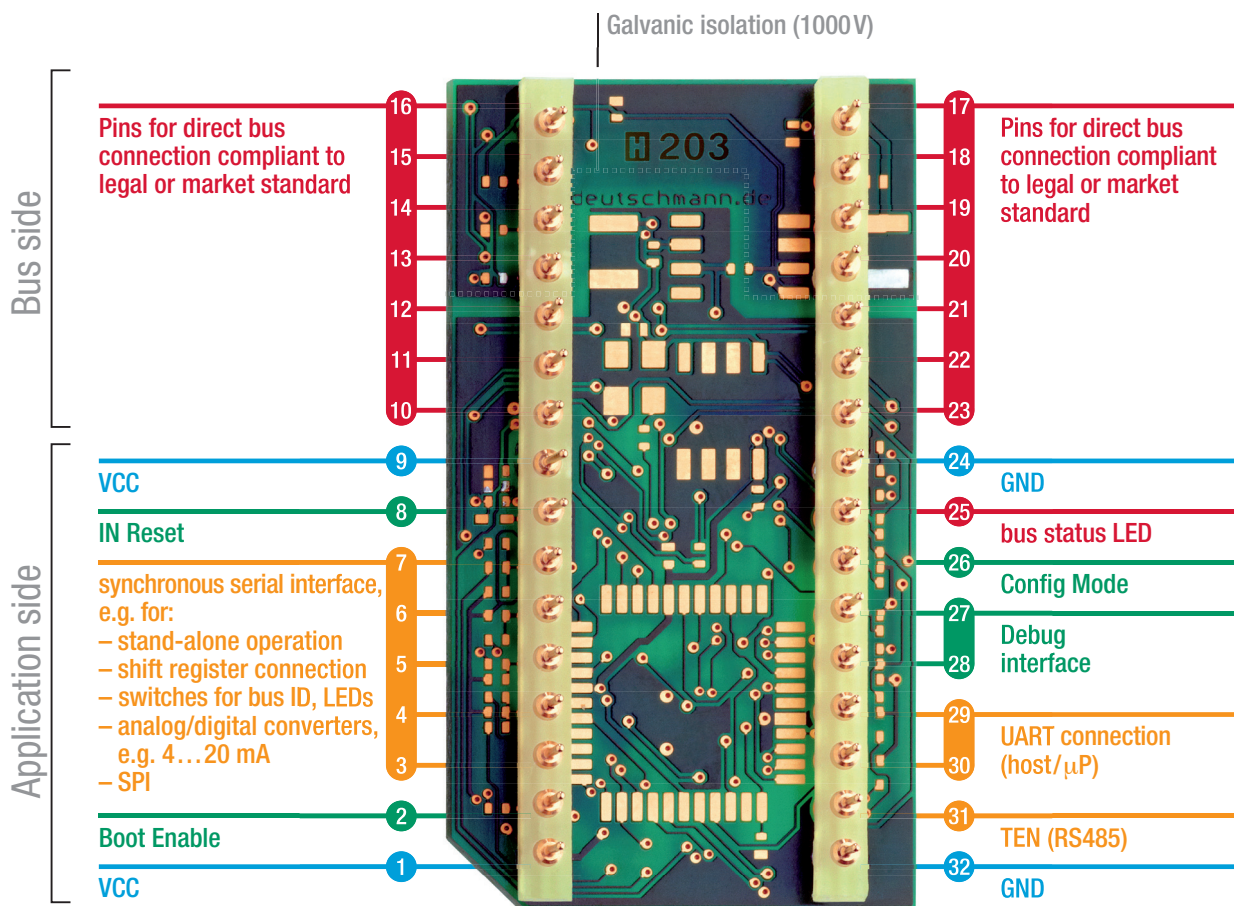 Galvanic isolation (1000 V)
Bus side
16
Pins for direct bus
connection compliant to
legal or market standard
15
14
13
12
11
10
H 203
deutschmann.de
17
Pins for direct bus
connection compliant
to legal or market
standard
18
19
20
21
22
23
Application side
9
VCC
8
IN Reset
7
synchronous serial interface,
e.g. for:
– stand-alone operation
– shift register connection
– switches for bus ID, LEDs
– analog/digital converters,
e.g. 4…20 mA
– SPI
6
5
4
3
2
Boot Enable
1
VCC
24
GND
25
bus status LED
26
Config Mode
27
Debug
interface
28
29
UART connection
(host/µP)
30
31
TEN (RS485)
32
GND